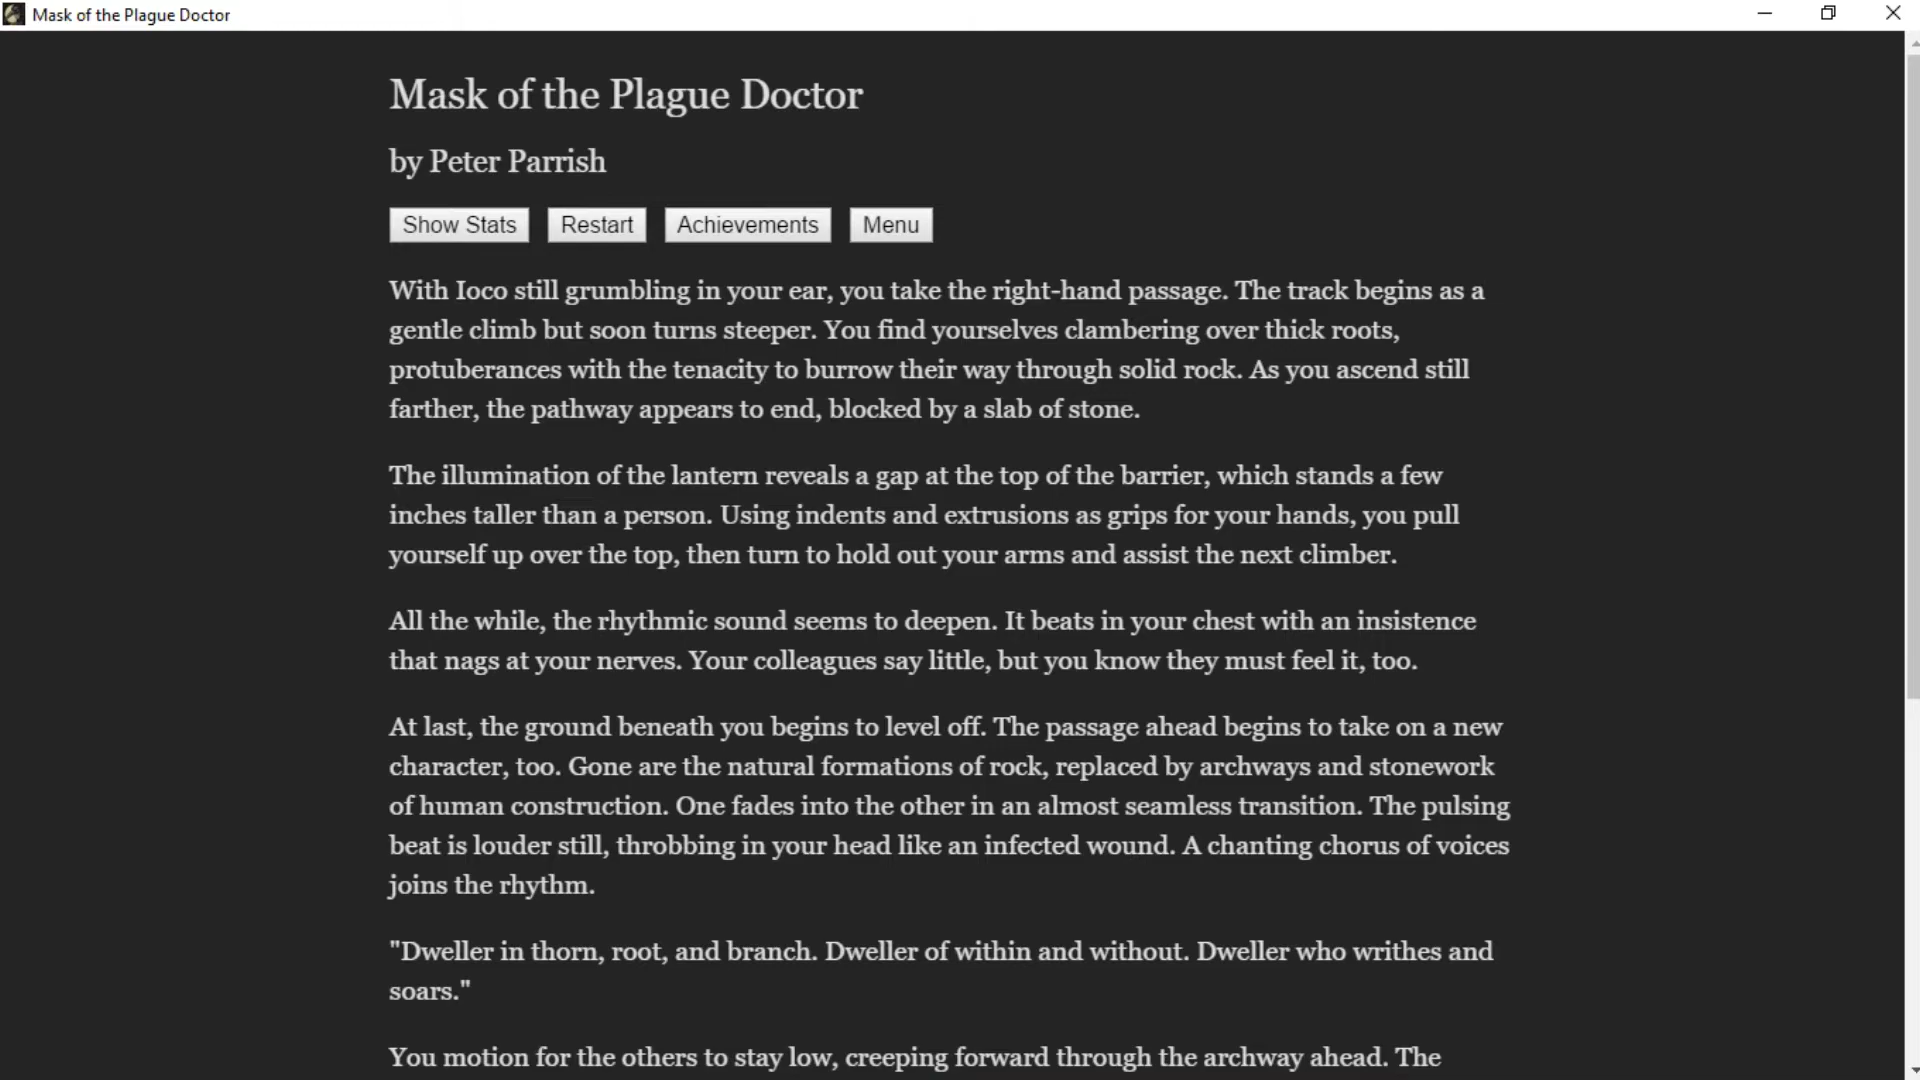 Mask of the Plague Doctor
Mask of the Plague Doctor
by Peter Parrish
Show Stats Restart Achievements Menu
With Ioco still grumbling in your ear, you take the right-hand passage. The track begins as a
gentle climb but soon turns steeper. You find yourselves clambering over thick roots,
protuberances with the tenacity to burrow their way through solid rock. As you ascend still
farther, the pathway appears to end, blocked by a slab of stone.
The illumination of the lantern reveals a gap at the top of the barrier, which stands a few
inches taller than a person. Using indents and extrusions as grips for your hands, you pull
yourself up over the top, then turn to hold out your arms and assist the next climber.
All the while, the rhythmic sound seems to deepen. It beats in your chest with an insistence
that nags at your nerves. Your colleagues say little, but you know they must feel it, too.
At last, the ground beneath you begins to level off. The passage ahead begins to take on a new
character, too. Gone are the natural formations of rock, replaced by archways and stonework
of human construction. One fades into the other in an almost seamless transition. The pulsing
beat is louder still, throbbing in your head like an infected wound. A chanting chorus of voices
joins the rhythm.
"Dweller in thorn, root, and branch. Dweller of within and without. Dweller who writhes and
soars."
You motion for the others to stay low, creeping forward through the archway ahead. The